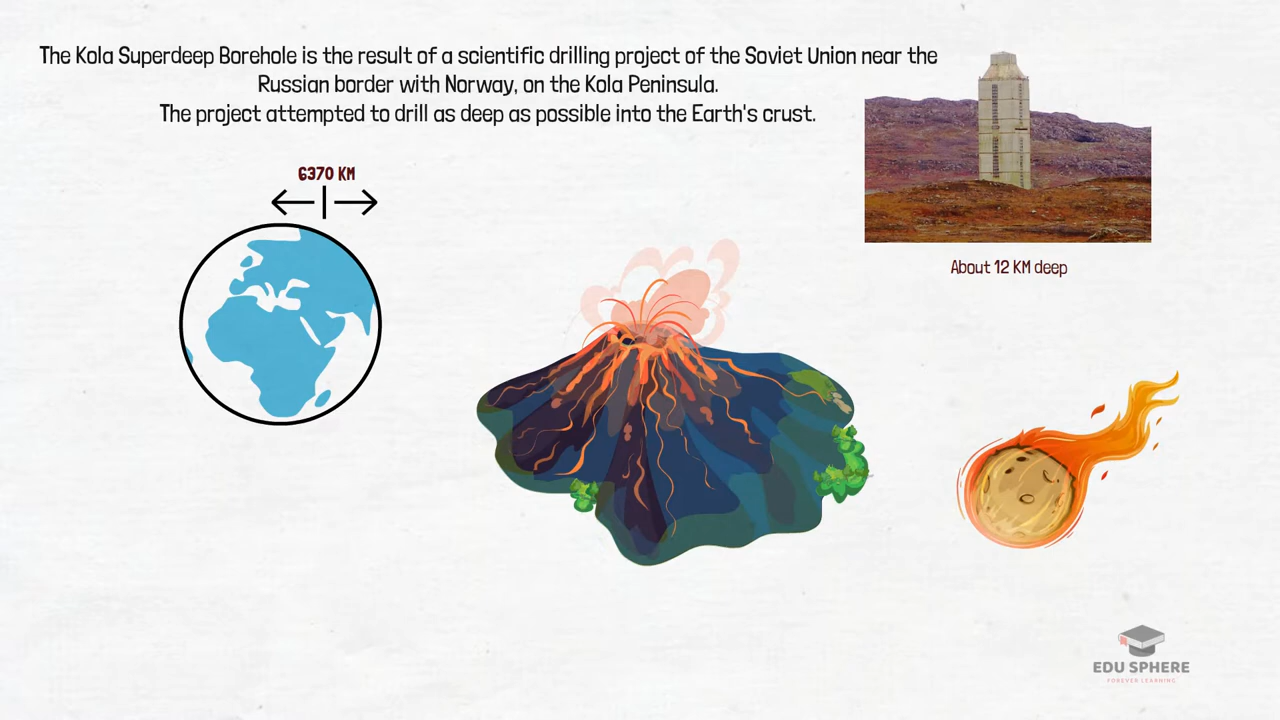 The Kola Superdeep Borehole is the result of a scientific drilling project of the Soviet Union near the
Russian border with Norway, on the Kola Peninsula.
The project attempted to drill as deep as possible into the Earth's crust.
6370 KM
About 12 KM deep
EDU SPHERE
FOREVER LEARNING